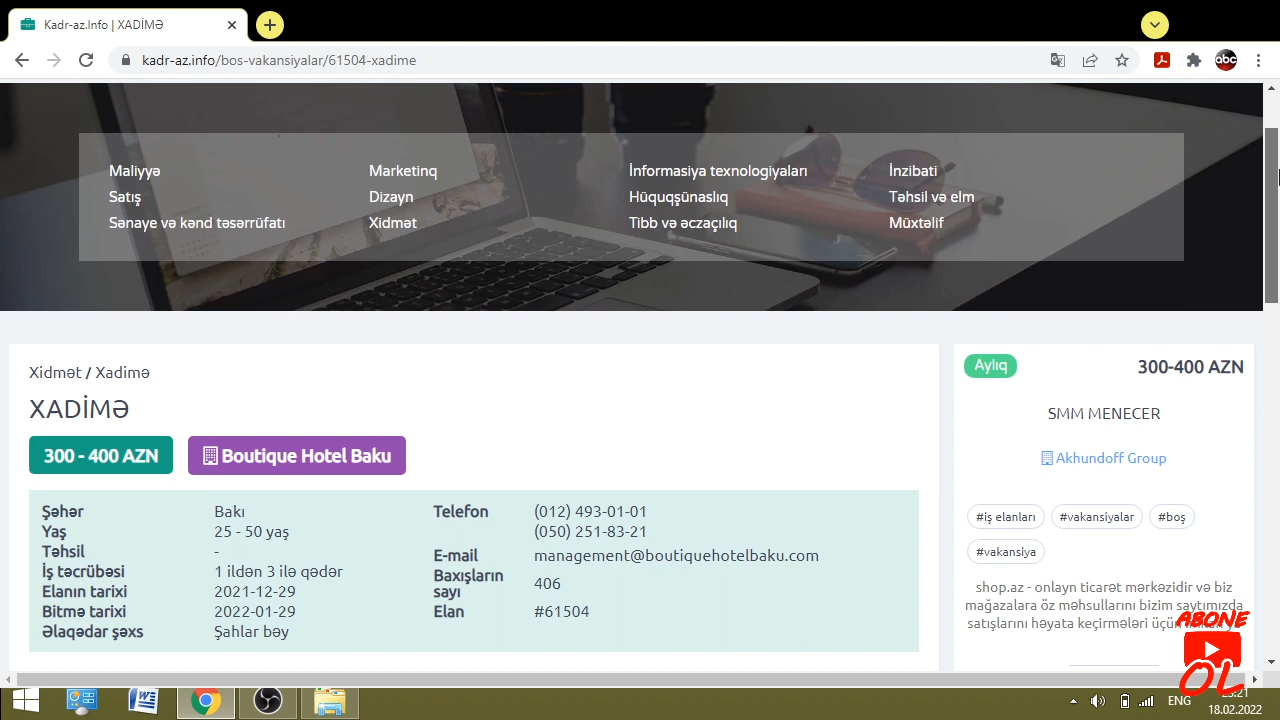 Kadr-az.Info | XADİMƏ
kadr-az.info/bos-vakansiyalar/61504-xadime
abc
Maliyyə
Marketinq
İnformasiya texnologiyaları
İnzibati
Satış
Dizayn
Hüquqşünaslıq
Təhsil və elm
Sənaye və kənd təsərrüfatı
Xidmət
Tibb və əczaçılıq
Müxtəlif
Xidmət / Xadimə
XADİMƏ
300 - 400 AZN
Boutique Hotel Baku
Şəhər Bakı
Yaş 25 - 50 yaş
Təhsil -
İş təcrübəsi 1 ildən 3 ilə qədər
Elanın tarixi 2021-12-29
Bitmə tarixi 2022-01-29
Əlaqədar şəxs Şahlar bəy
Telefon (012) 493-01-01
(050) 251-83-21
E-mail management@boutiquehotelbaku.com
Baxışların
sayı 406
Elan #61504
Aylıq 300-400 AZN
SMM MENECER
Akhundoff Group
#iş elanları #vakansiyalar #boş
#vakansiya
shop.az - onlayn ticarət mərkəzidir və biz
mağazalara öz məhsullarını bizim saytımızda
satışlarını həyata keçirmələri üçün
ABONE
OL
ENG
18.02.2022